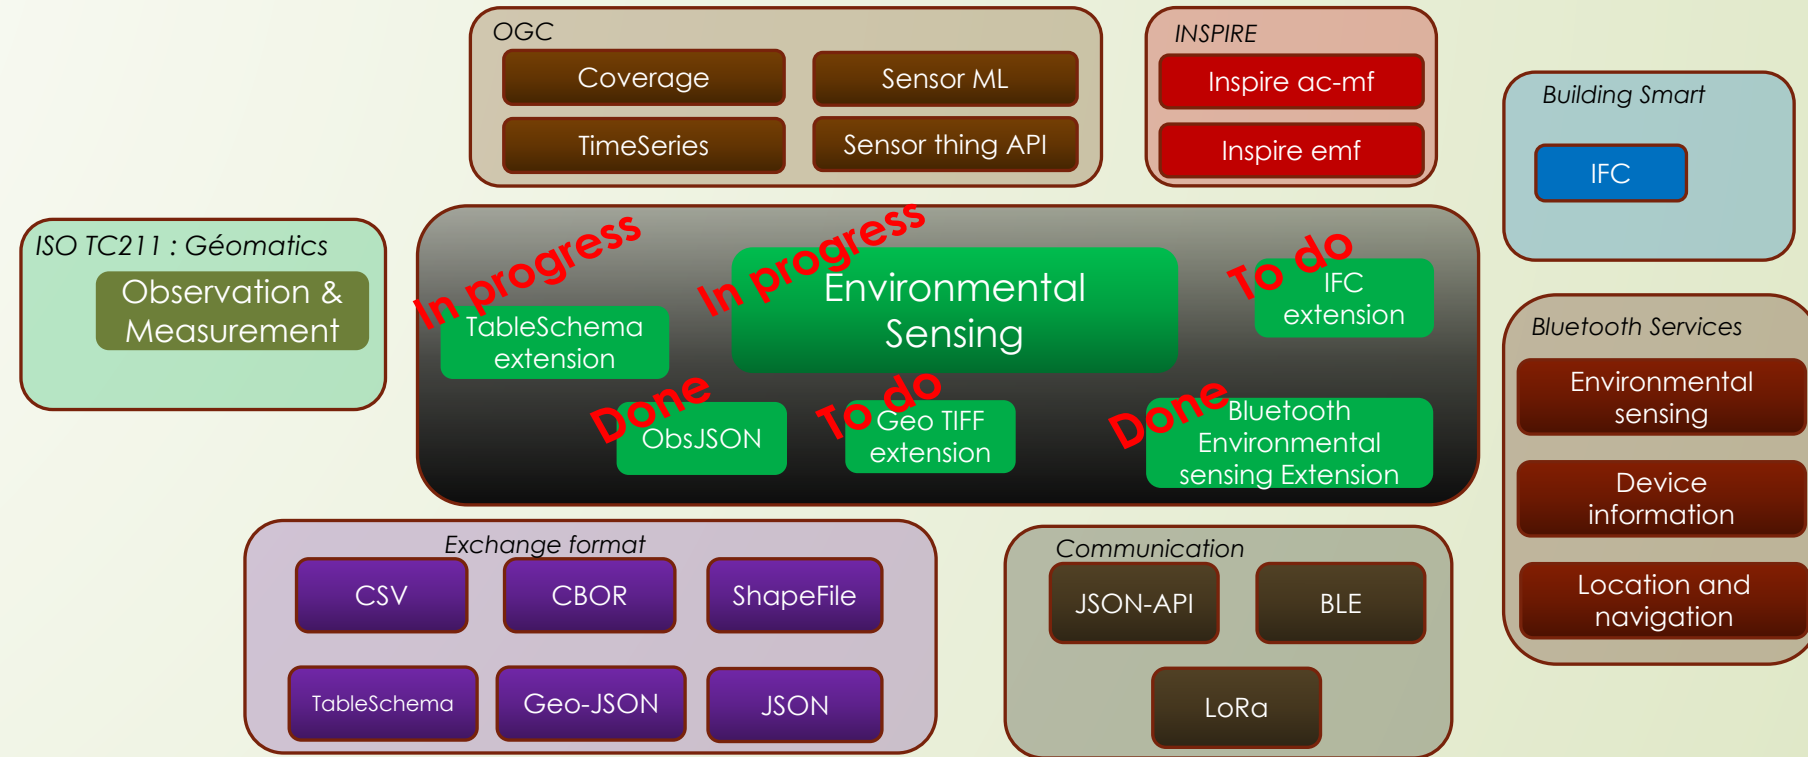 OGC
Coverage
Sensor ML
TimeSeries
Sensor thing API
INSPIRE
Inspire ac-mf
Inspire emf
Building Smart
IFC
ISO TC211 : Géomatics
Observation &
Measurement
In progress
TableSchema
extension
In progress
Environmental
Sensing
To do
IFC
extension
Done
ObsJSON
To do
Geo TIFF
extension
Done
Bluetooth
Environmental
sensing Extension
Bluetooth Services
Environmental
sensing
Device
information
Location and
navigation
Exchange format
CSV
CBOR
ShapeFile
TableSchema
Geo-JSON
JSON
Communication
JSON-API
BLE
LoRa